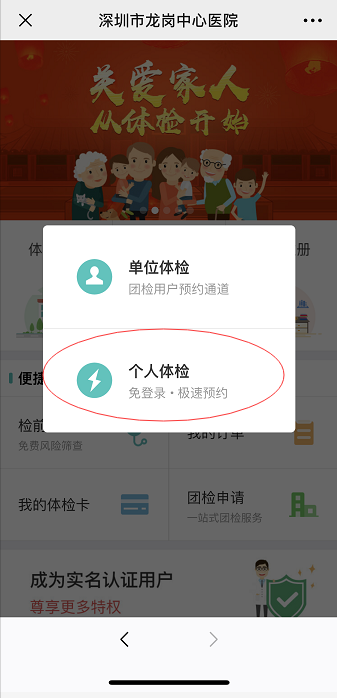 深圳市龙岗中心医院
关爱家人
从体检开始
体
册
单位体检
团检用户预约通道
个人体检
免登录·极速预约
便捷
检前
免费风险筛查
我的订单
我的体检卡
团检申请
一站式团检服务
成为实名认证用户
尊享更多特权